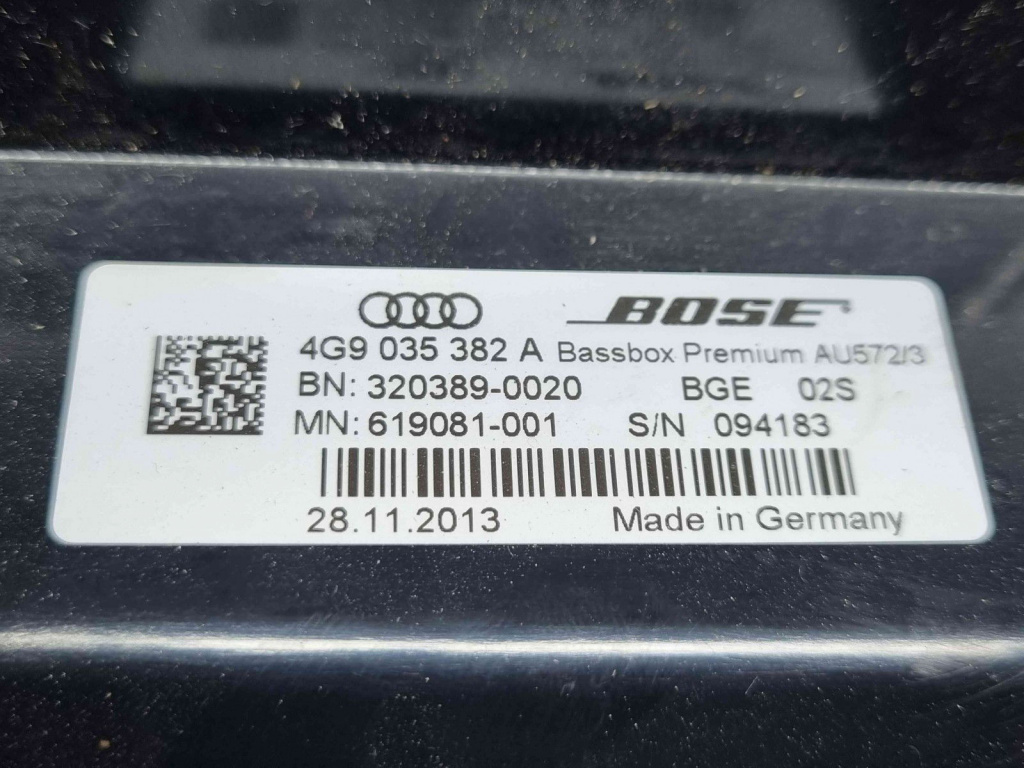 BOSE
4G9 035 382 A Bassbox Premium AU572/3
BN: 320389-0020 BGE 02S
MN: 619081-001 S/N 094183
28.11.2013 Made in Germany